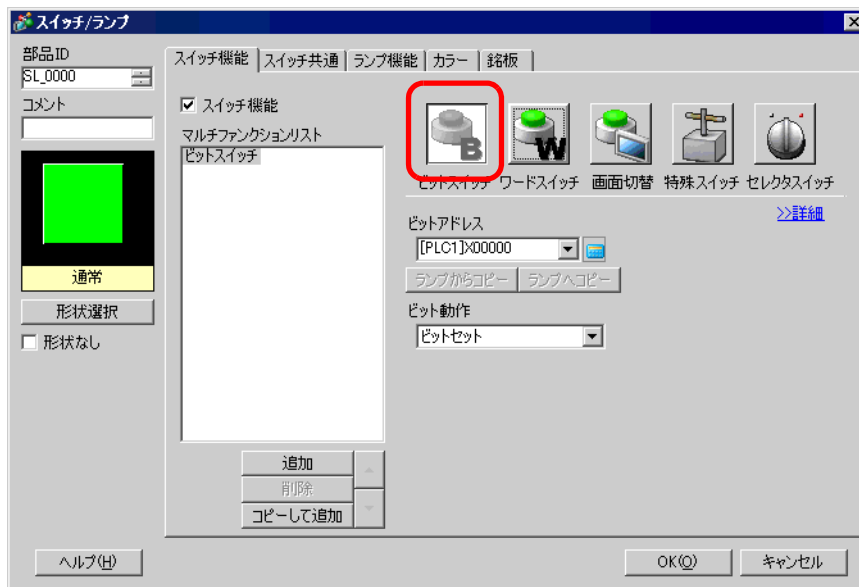 スイッチ/ランプ
部品ID
SL_0000
コメント
通常
形状選択
形状なし
スイッチ機能
スイッチ共通
ランプ機能
カラー
銘板
スイッチ機能
マルチファンクションリスト
ビットスイッチ
追加
削除
コピーして追加
B
W
ビットスイッチ
ワードスイッチ
画面切替
特殊スイッチ
セレクタスイッチ
>>詳細
ビットアドレス
[PLC1]X00000
ランプからコピー
ランプへコピー
ビット動作
ビットセット
ヘルプ(H)
OK(O)
キャンセル